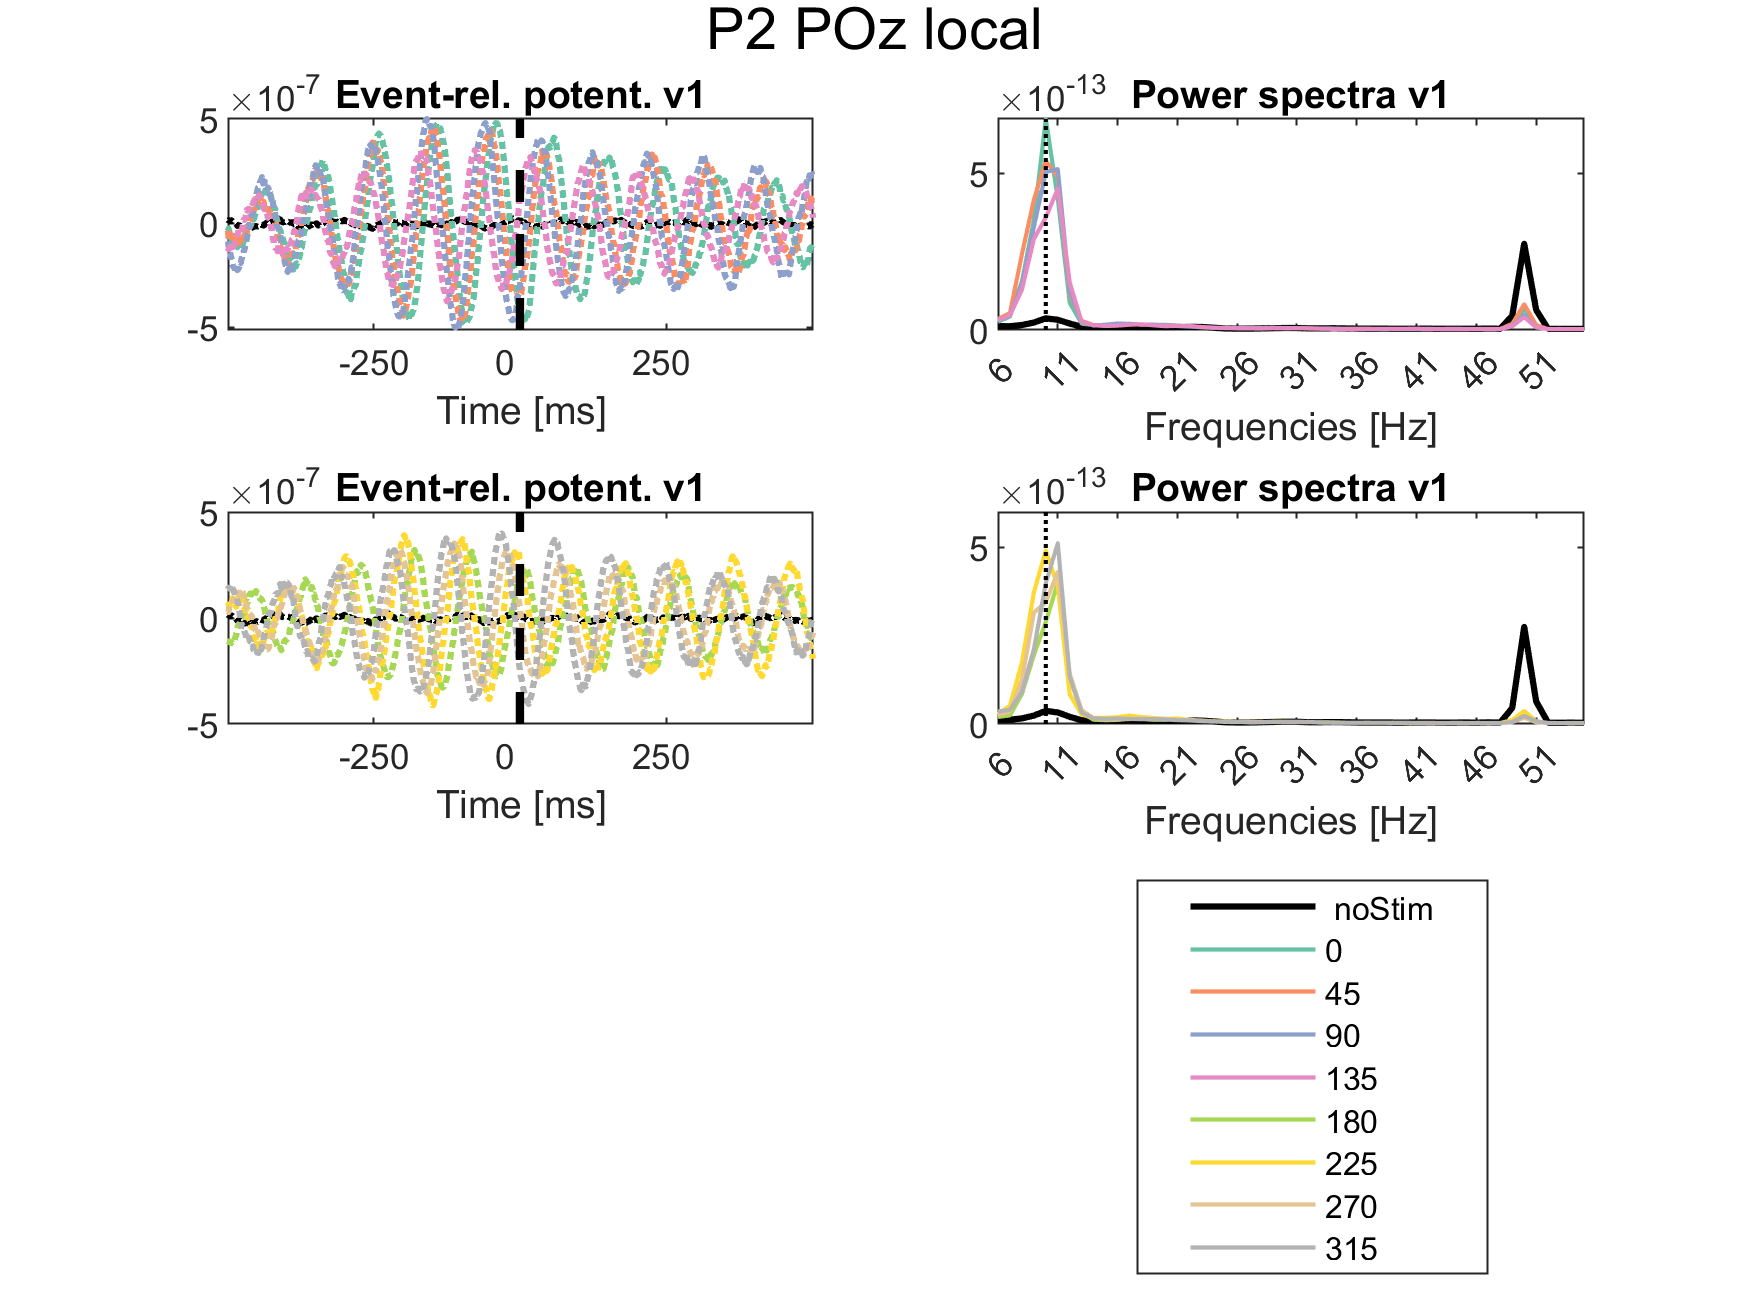 P2 POz local
×10-7 Event-rel. potent. v1
5
0
-5
-250 0 250
Time [ms]
×10-13 Power spectra v1
5
0
6 11 16 21 26 31 36 41 46 51
Frequencies [Hz]
×10-7 Event-rel. potent. v1
5
0
-5
-250 0 250
Time [ms]
×10-13 Power spectra v1
5
0
6 11 16 21 26 31 36 41 46 51
Frequencies [Hz]
noStim
0
45
90
135
180
225
270
315